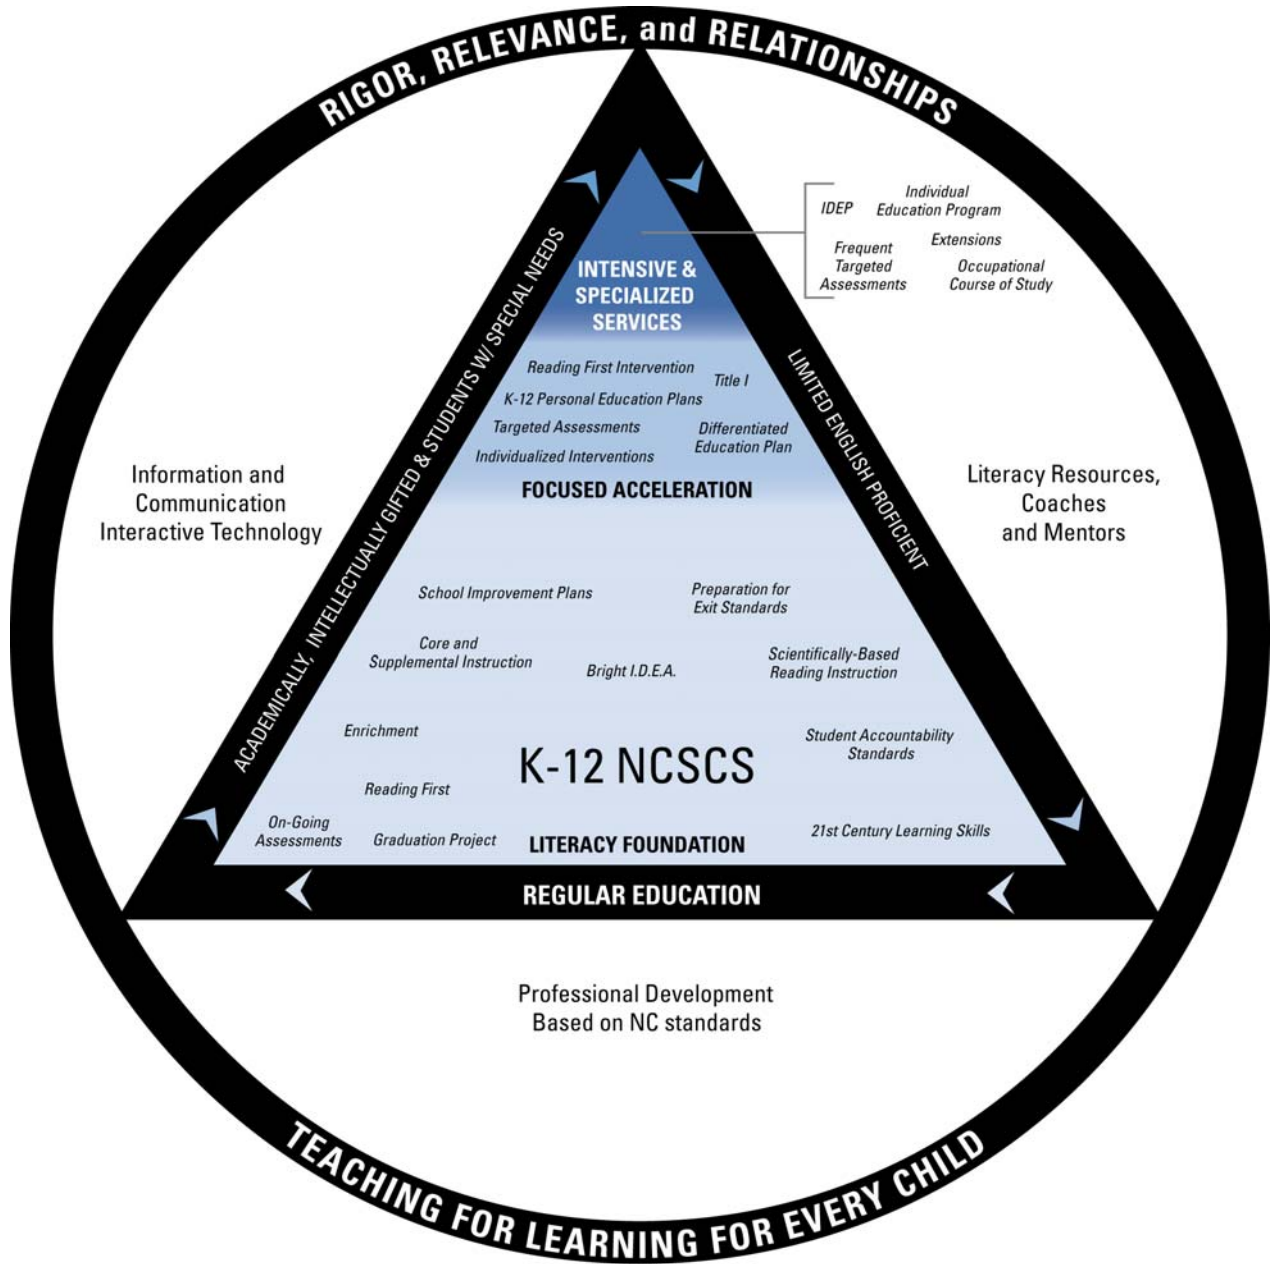 RIGOR, RELEVANCE, and RELATIONSHIPS
IDEP
Individual
Education Program
Extensions
Frequent
Targeted
Assessments
Occupational
Course of Study
INTENSIVE &
SPECIALIZED
SERVICES
ACADEMICALLY, INTELLECTUALLY GIFTED & STUDENTS W/ SPECIAL NEEDS
LIMITED ENGLISH PROFICIENT
Reading First Intervention
Title I
K-12 Personal Education Plans
Targeted Assessments
Differentiated
Education Plan
Individualized Interventions
FOCUSED ACCELERATION
Information and
Communication
Interactive Technology
Literacy Resources,
Coaches
and Mentors
School Improvement Plans
Preparation for
Exit Standards
Core and
Supplemental Instruction
Bright I.D.E.A.
Scientifically-Based
Reading Instruction
Enrichment
Student Accountability
Standards
K-12 NCSCS
Reading First
On-Going
Assessments
Graduation Project
LITERACY FOUNDATION
21st Century Learning Skills
REGULAR EDUCATION
Professional Development
Based on NC standards
TEACHING FOR LEARNING FOR EVERY CHILD